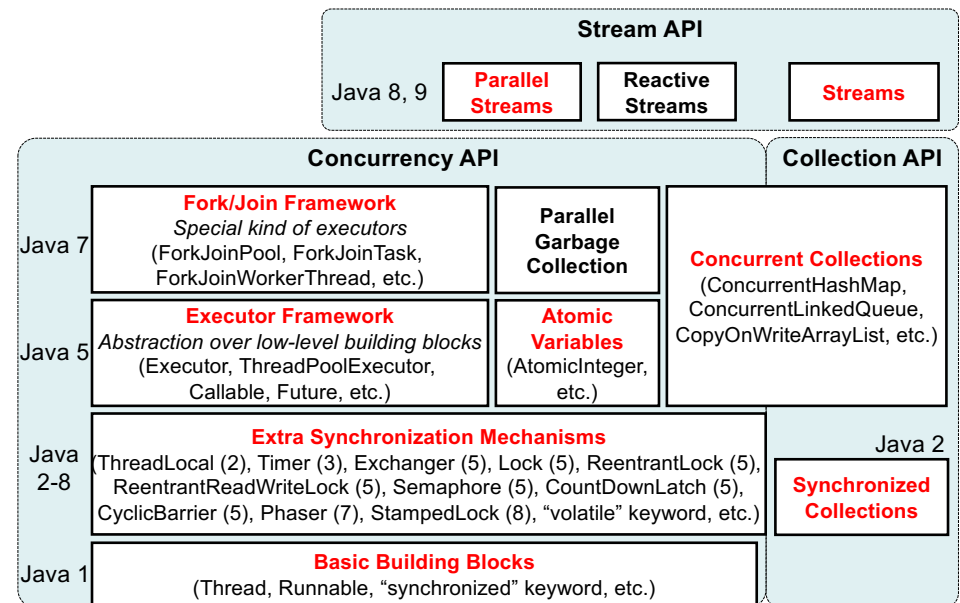 Stream API
Java 8, 9
Parallel
Streams
Reactive
Streams
Streams
Concurrency API
Collection API
Java 7
Fork/Join Framework
Special kind of executors
(ForkJoinPool, ForkJoinTask,
ForkJoinWorkerThread, etc.)
Parallel
Garbage
Collection
Concurrent Collections
(ConcurrentHashMap,
ConcurrentLinkedQueue,
CopyOnWriteArrayList, etc.)
Java 5
Executor Framework
Abstraction over low-level building blocks
(Executor, ThreadPoolExecutor,
Callable, Future, etc.)
Atomic
Variables
(AtomicInteger,
etc.)
Java
2-8
Extra Synchronization Mechanisms
(ThreadLocal (2), Timer (3), Exchanger (5), Lock (5), ReentrantLock (5),
ReentrantReadWriteLock (5), Semaphore (5), CountDownLatch (5),
CyclicBarrier (5), Phaser (7), StampedLock (8), “volatile” keyword, etc.)
Java 2
Synchronized
Collections
Java 1
Basic Building Blocks
(Thread, Runnable, “synchronized” keyword, etc.)